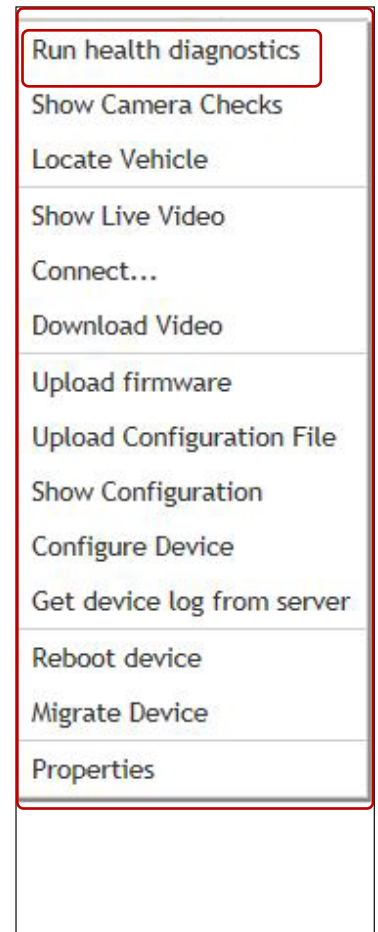 Run health diagnostics
Show Camera Checks
Locate Vehicle
Show Live Video
Connect...
Download Video
Upload firmware
Upload Configuration File
Show Configuration
Configure Device
Get device log from server
Reboot device
Migrate Device
Properties